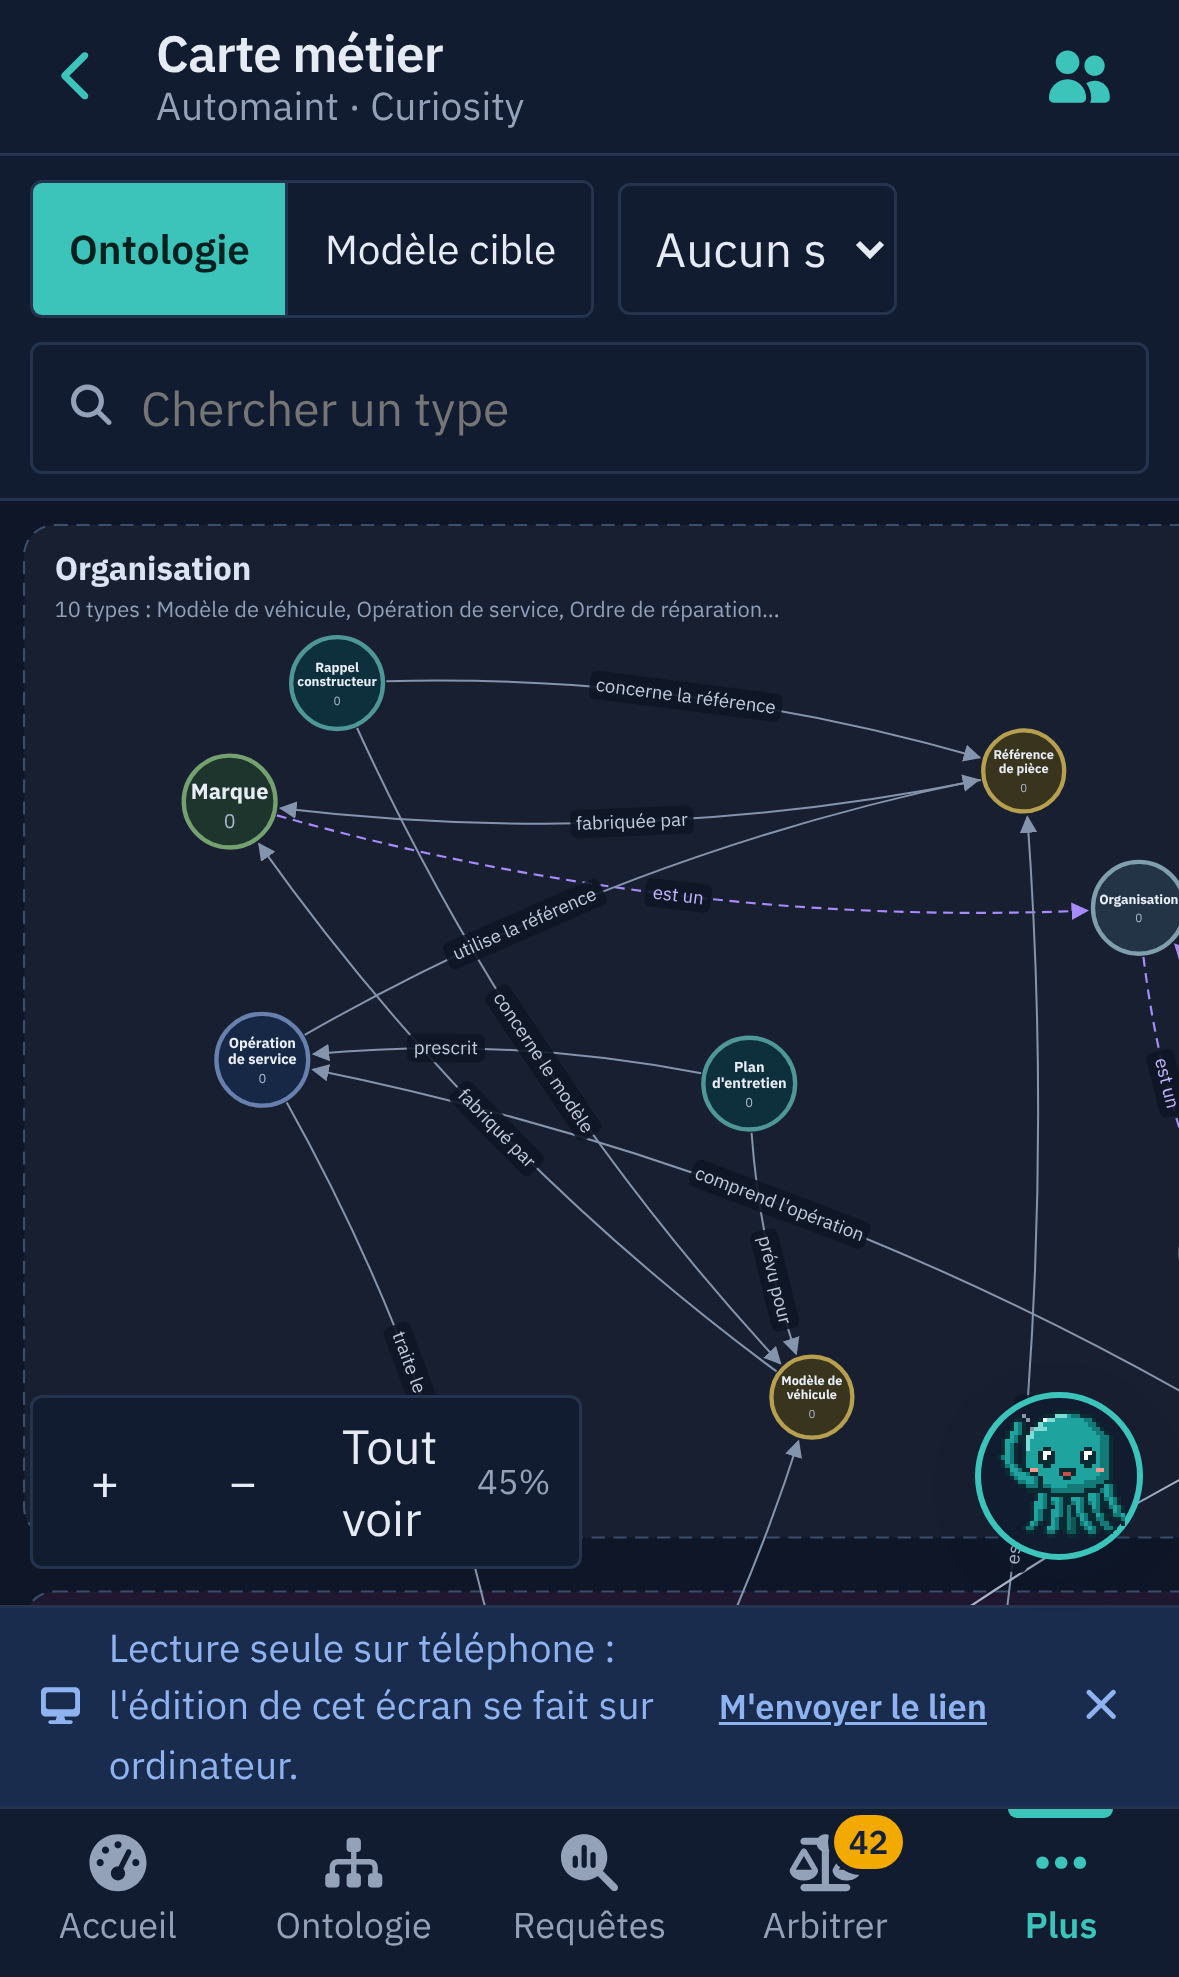 Carte métier
Automaint · Curiosity
Ontologie
Modèle cible
Aucun s
Chercher un type
Organisation
10 types : Modèle de véhicule, Opération de service, Ordre de réparation...
Rappel
constructeur
0
concerne la référence
Référence
de pièce
0
Marque
0
fabriquée par
est un
Organisation
0
utilise la référence
concerne le modèle
Opération
de service
0
prescrit
Plan
d'entretien
0
est un
fabriqué par
comprend l'opération
prévu pour
traite le
Modèle de
véhicule
0
+
−
Tout
voir
45%
es
Lecture seule sur téléphone :
l'édition de cet écran se fait sur
ordinateur.
M'envoyer le lien
42
Accueil
Ontologie
Requêtes
Arbitrer
Plus